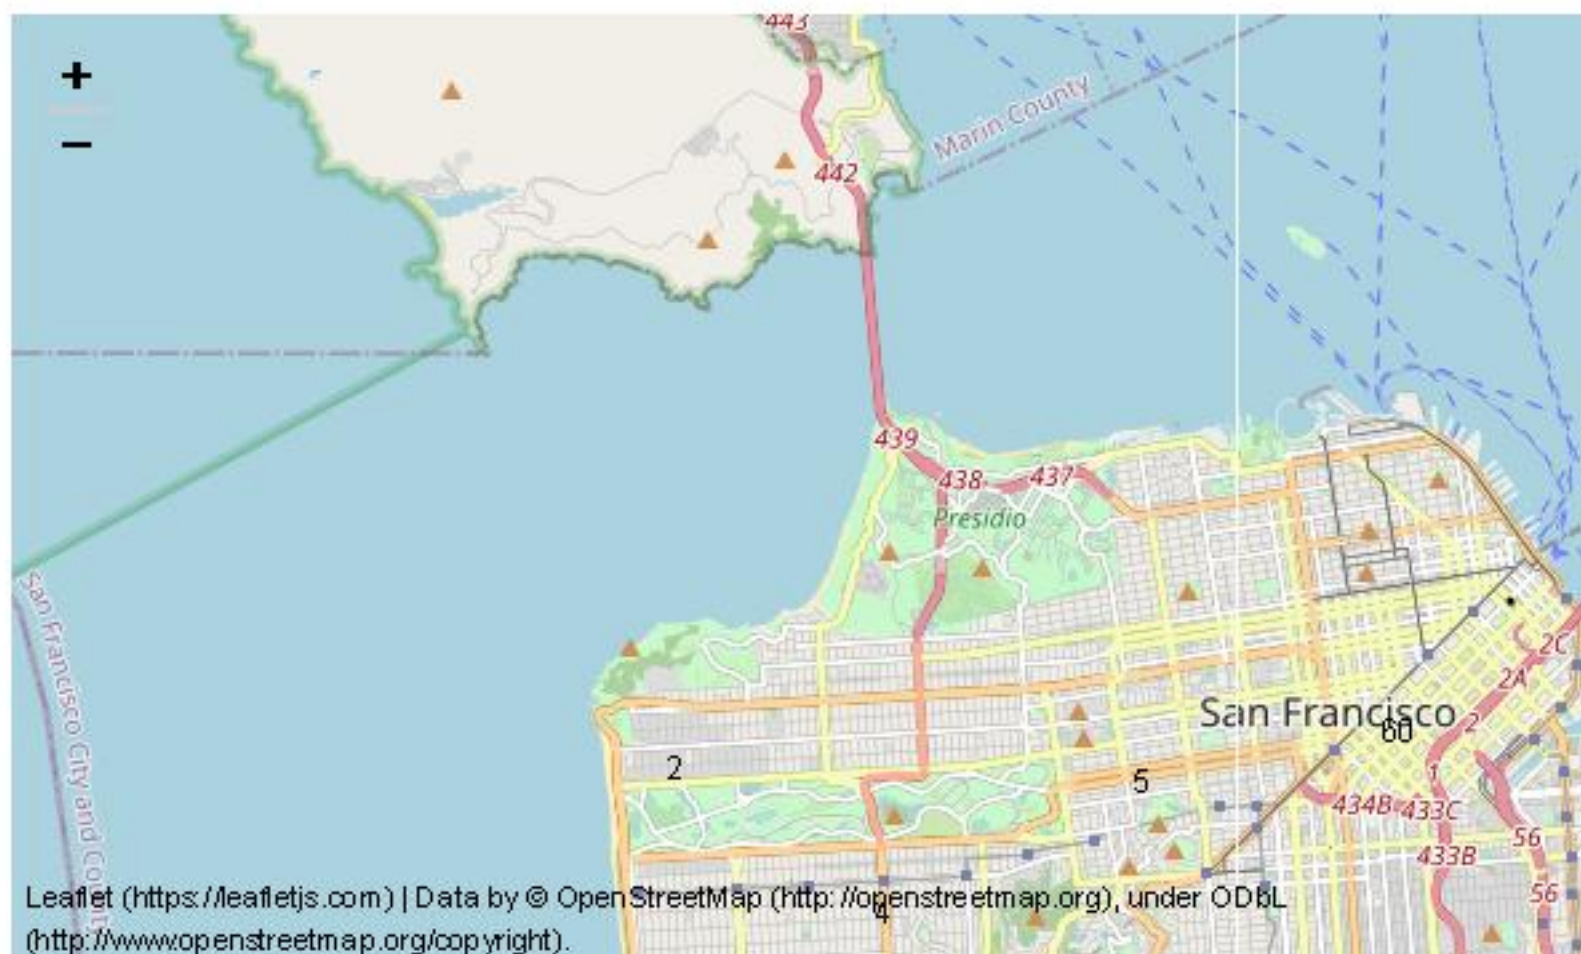 443
+
Marin County
−
442
439
438
437
Presidio
San Francisco City and County
2C
2A
San Francisco
60
2
2
5
1
434B
433C
56
433B
Leaflet (https://leafletjs.com) | Data by © OpenStreetMap (http://openstreetmap.org), under ODbL
56
4
(http://www.openstreetmap.org/copyright).